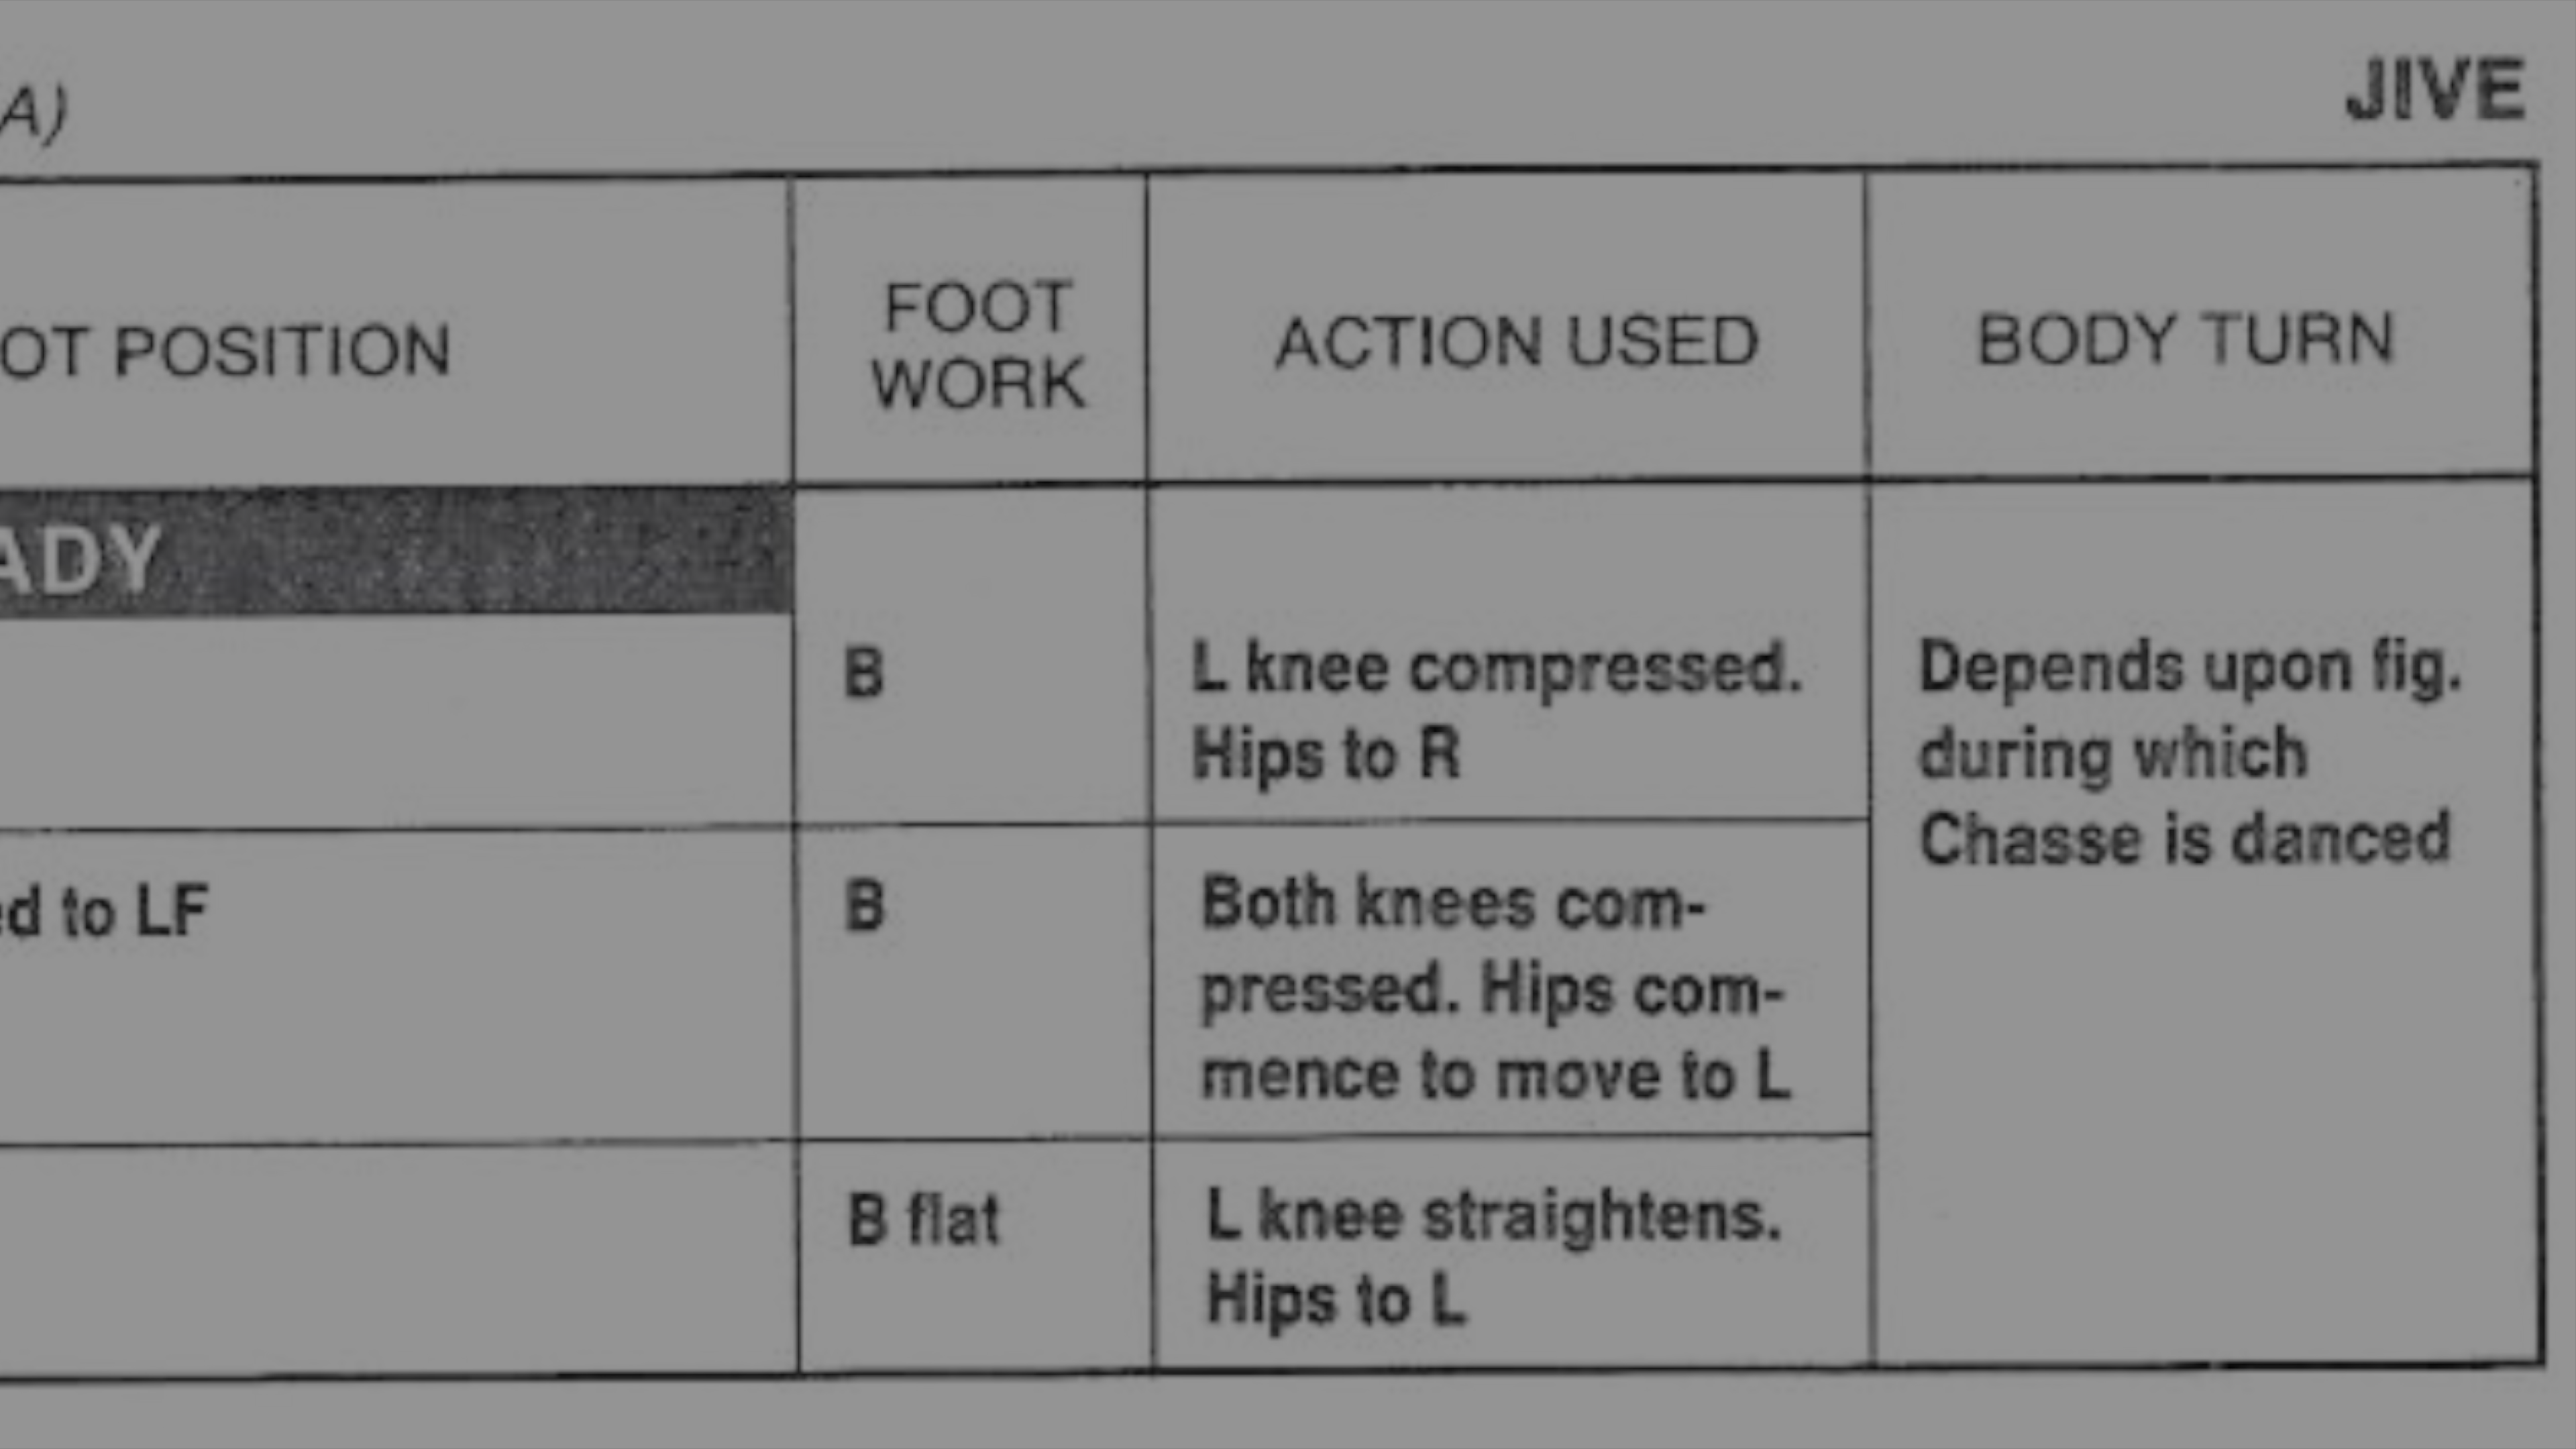 A)
JIVE
OT POSITION
FOOT
WORK
ACTION USED
BODY TURN
ADY
B
L knee compressed.
Hips to R
Depends upon fig.
during which
Chasse is danced
ed to LF
B
Both knees com-
pressed. Hips com-
mence to move to L
B flat
L knee straightens.
Hips to L